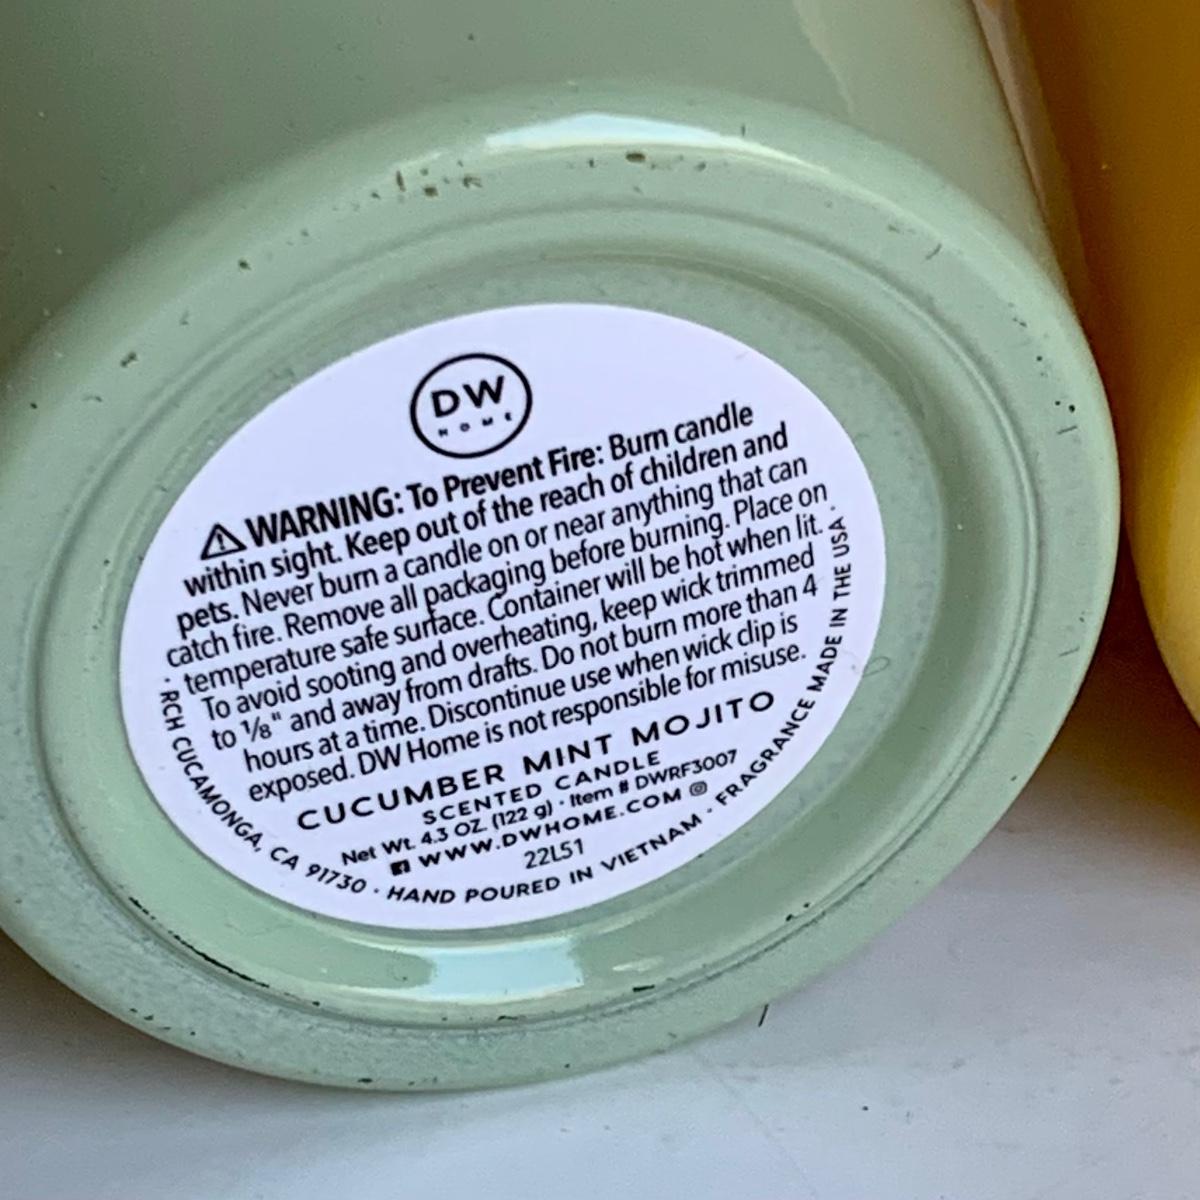 DW
HOME
⚠ WARNING: To Prevent Fire: Burn candle
within sight. Keep out of the reach of children and
pets. Never burn a candle on or near anything that can
catch fire. Remove all packaging before burning. Place on
temperature safe surface. Container will be hot when lit.
To avoid sooting and overheating, keep wick trimmed
to 1/8" and away from drafts. Do not burn more than 4
hours at a time. Discontinue use when wick clip is
exposed. DW Home is not responsible for misuse.
CUCUMBER MINT MOJITO
SCENTED CANDLE
Net Wt. 4.3 OZ. (122 g) · Item # DWRF3007
WWW.DWHOME.COM
22L51
· RCH CUCAMONGA, CA 91730 · HAND POURED IN VIETNAM · FRAGRANCE MADE IN THE USA ·